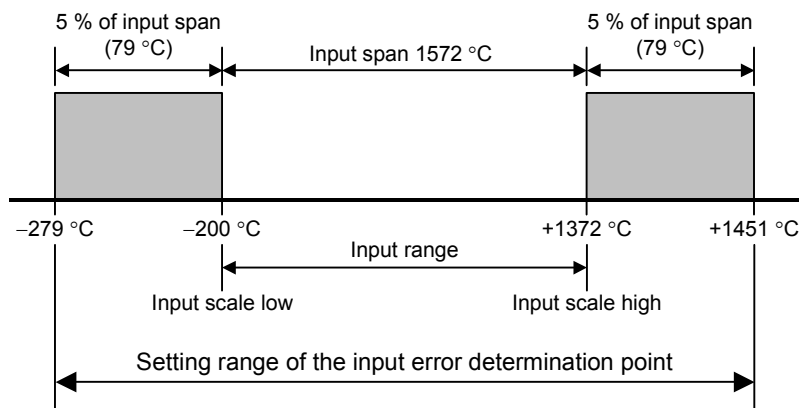 5 % of input span
(79 °C)
Input span 1572 °C
5 % of input span
(79 °C)
−279 °C
−200 °C
+1372 °C
+1451 °C
Input range
Input scale low
Input scale high
Setting range of the input error determination point